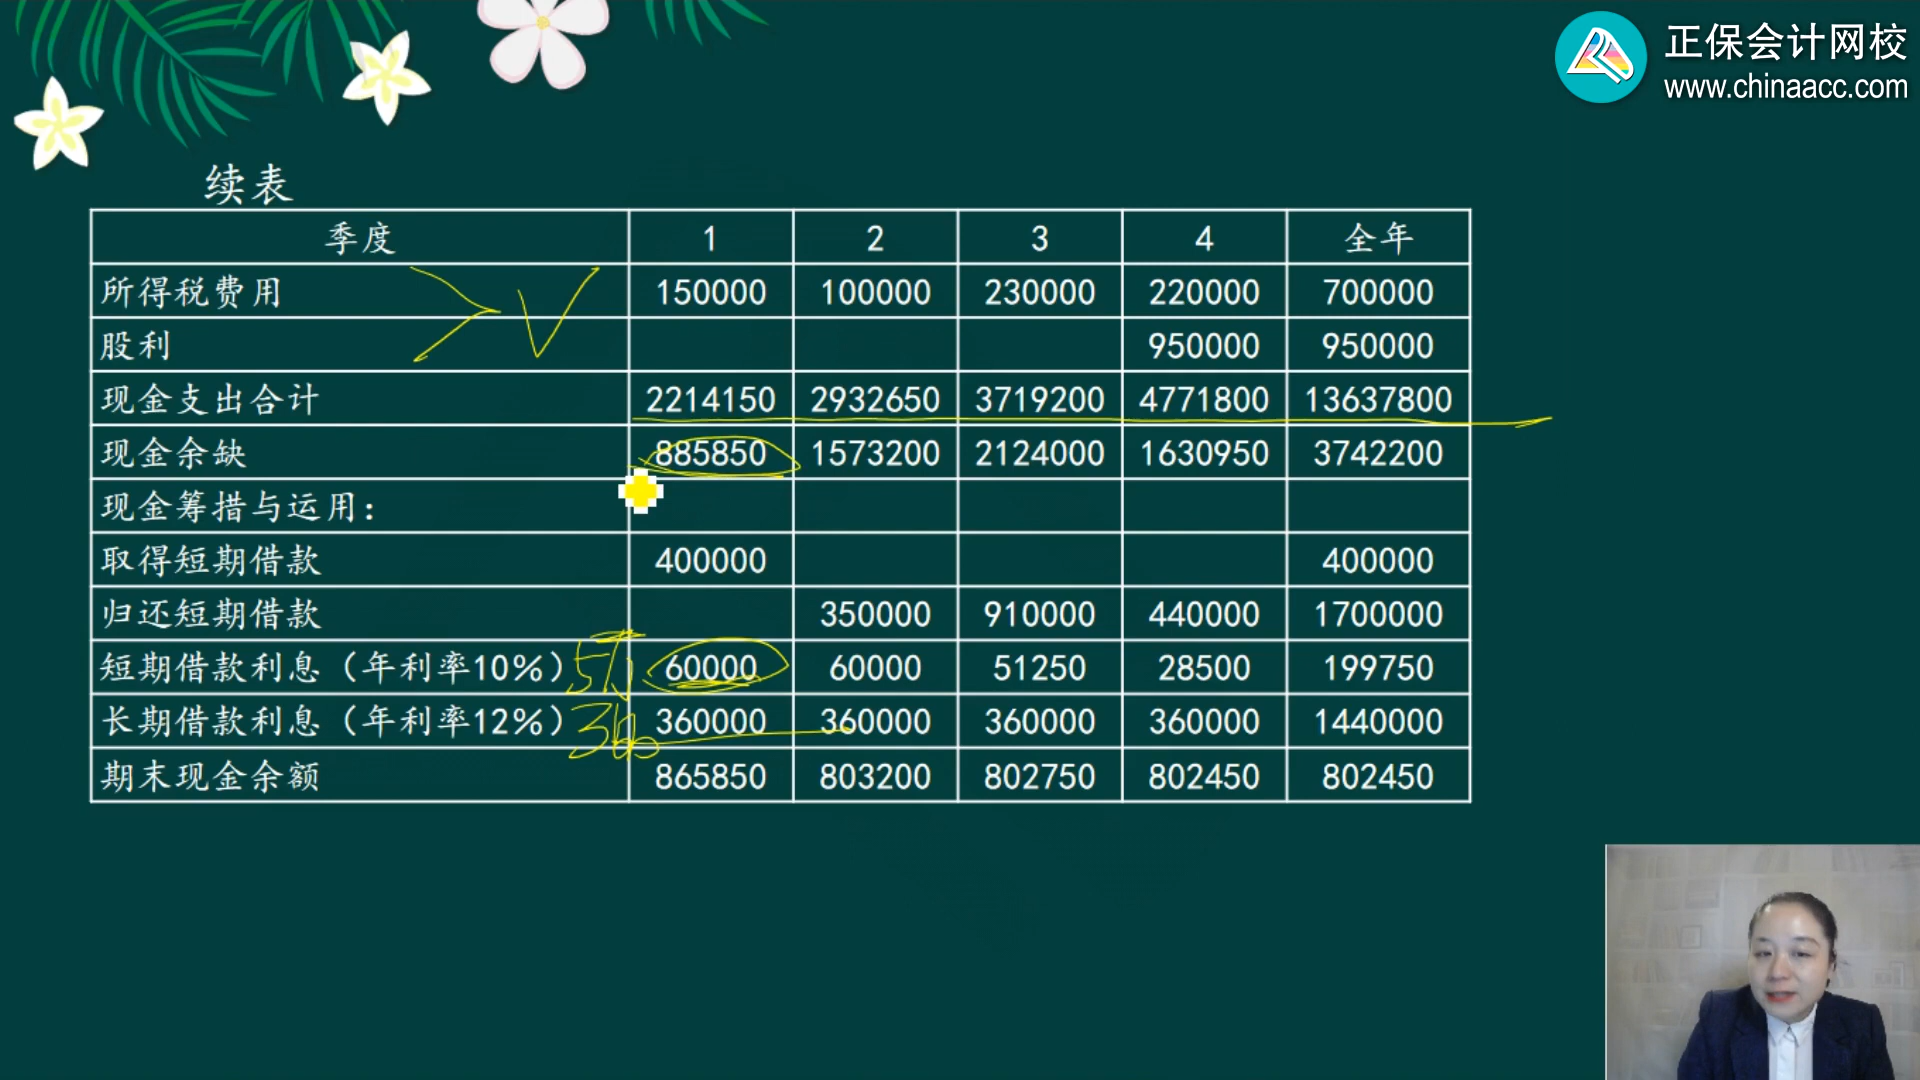 正保会计网校
www.chinaacc.com
续表
季度 1 2 3 4 全年
所得税费用 150000 100000 230000 220000 700000
股利 950000 950000
现金支出合计 2214150 2932650 3719200 4771800 13637800
现金余缺 885850 1573200 2124000 1630950 3742200
现金筹措与运用：
取得短期借款 400000 400000
归还短期借款 350000 910000 440000 1700000
短期借款利息（年利率10%） 60000 60000 51250 28500 199750
长期借款利息（年利率12%） 360000 360000 360000 360000 1440000
期末现金余额 865850 803200 802750 802450 802450